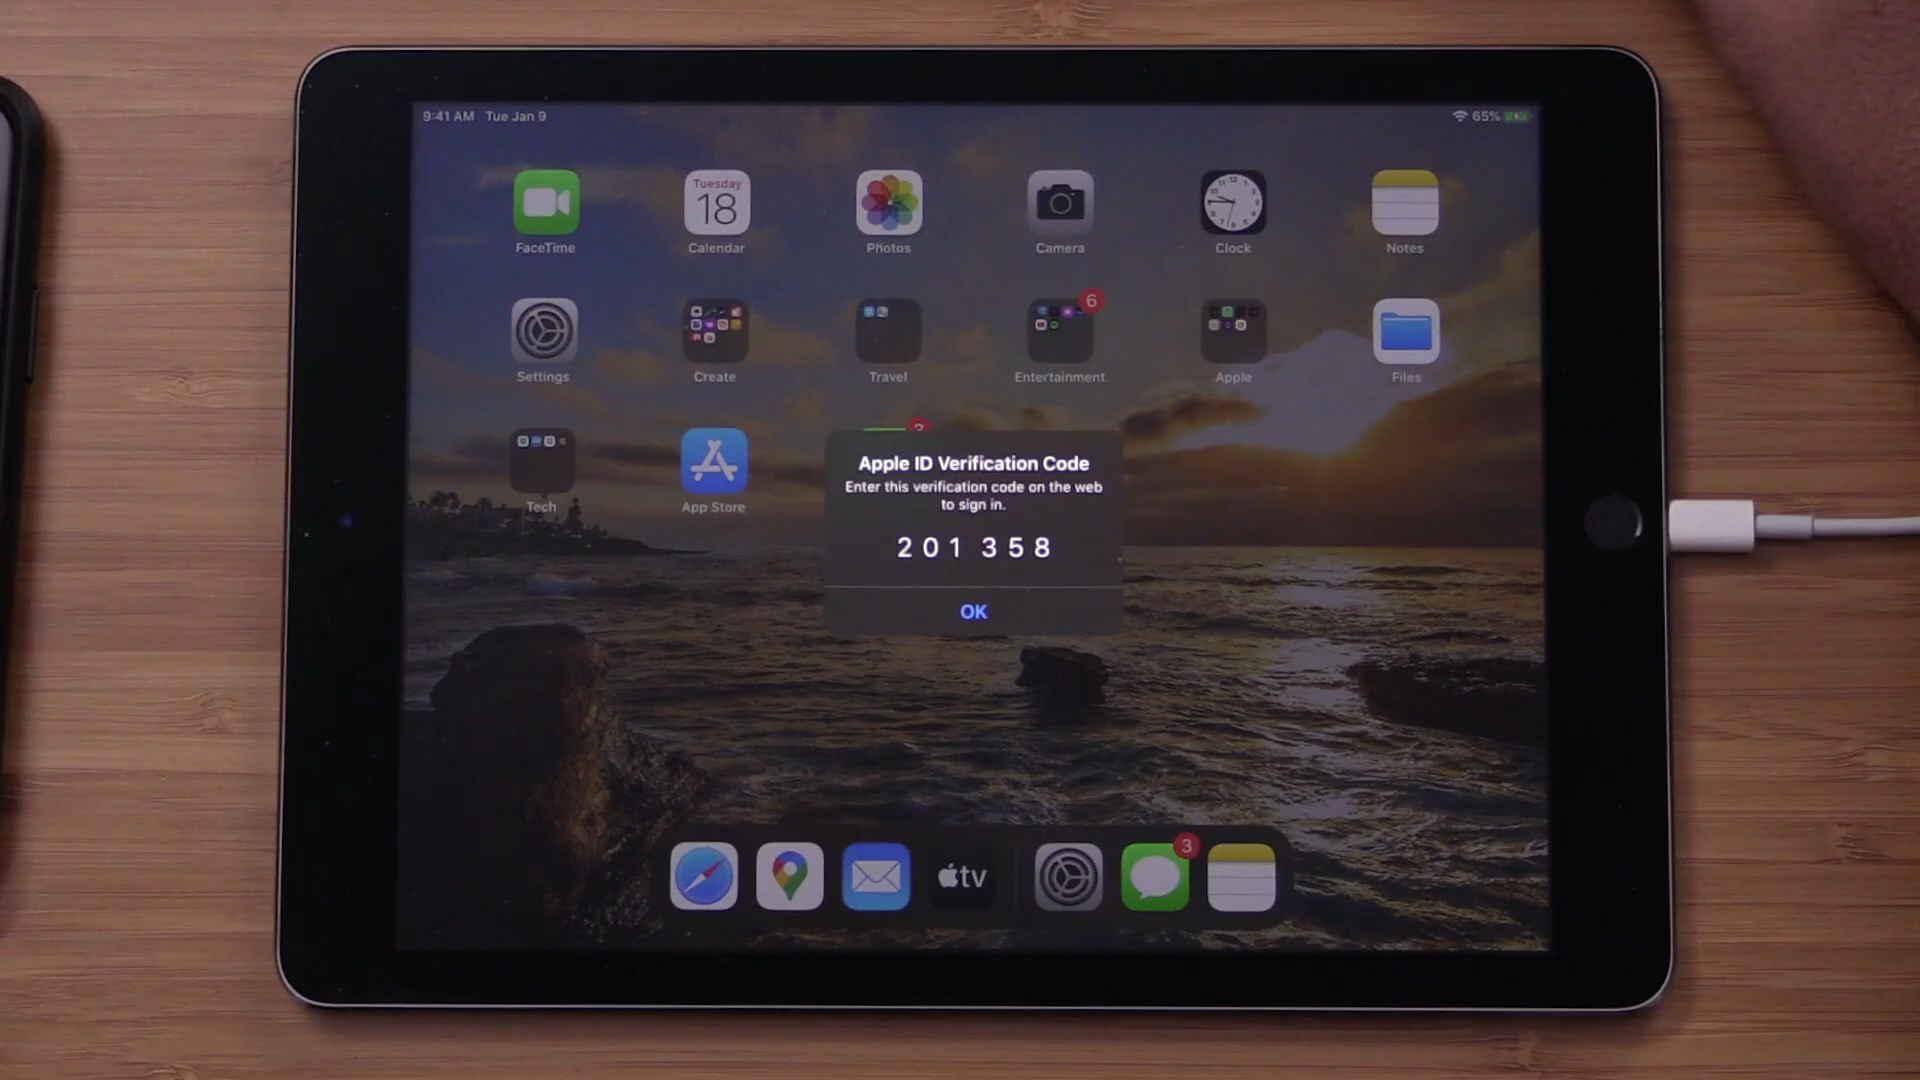 9:41 AM Tue Jan 9
65%
FaceTime
Tuesday
18
Calendar
Photos
Camera
Clock
Notes
Settings
Create
Travel
6
Entertainment
Apple
Files
Tech
App Store
Apple ID Verification Code
Enter this verification code on the web
to sign in.
201 358
OK
tv
3